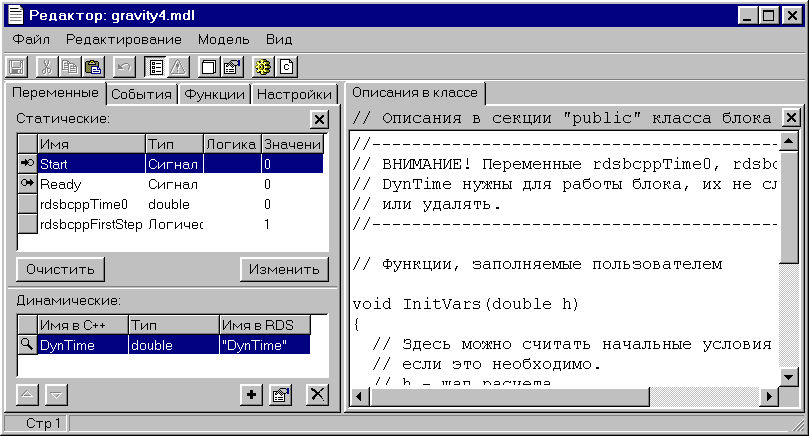 Редактор: gravity4.mdl
Файл Редактирование Модель Вид
Переменные События Функции Настройки
Статические:
Имя Тип Логика Значени
Start Сигнал 0
Ready Сигнал 0
rdsbcppTime0 double 0
rdsbcppFirstStep Логичес 1
Очистить Изменить
Динамические:
Имя в C++ Тип Имя в RDS
DynTime double "DynTime"
Описания в классе
// Описания в секции "public" класса блока
//-----------------------------------------
// ВНИМАНИЕ! Переменные rdsbcppTime0, rdsbc
// DynTime нужны для работы блока, их не сл
// или удалять.
//-----------------------------------------
// Функции, заполняемые пользователем
void InitVars(double h)
{
// Здесь можно считать начальные условия
// если это необходимо.
// h - шаг расчета
Стр 1